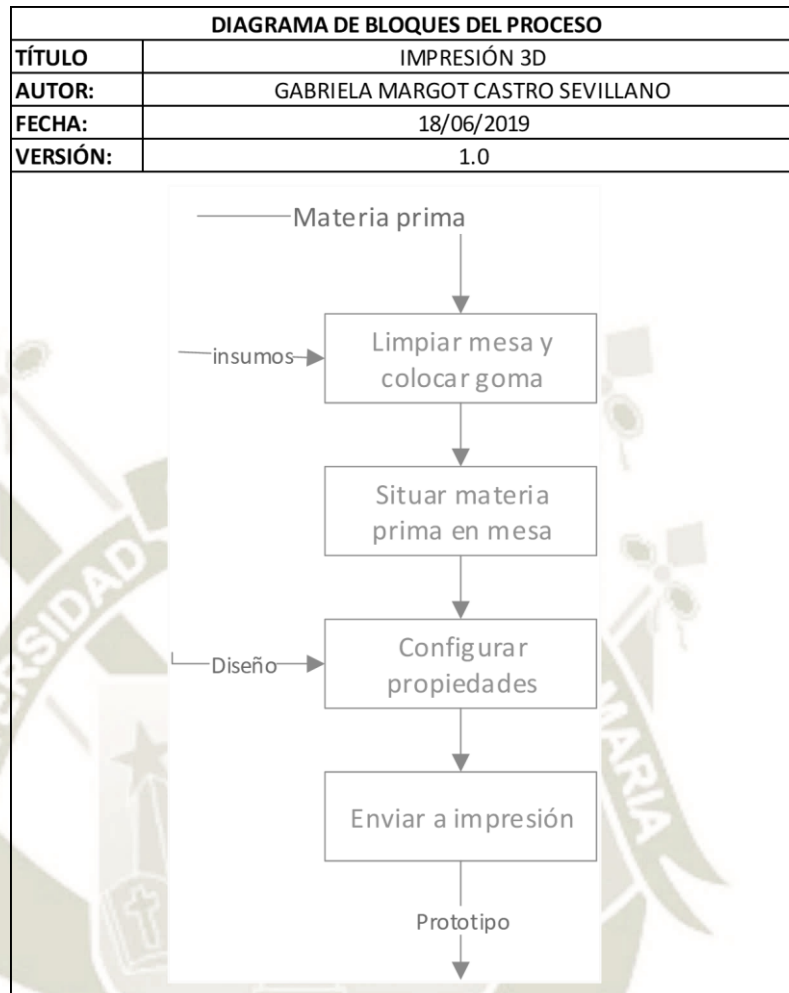 DIAGRAMA DE BLOQUES DEL PROCESO
TÍTULO IMPRESIÓN 3D
AUTOR: GABRIELA MARGOT CASTRO SEVILLANO
FECHA: 18/06/2019
VERSIÓN: 1.0
Materia prima
Limpiar mesa y
colocar goma
insumos
Situar materia
prima en mesa
Configurar
propiedades
Diseño
Enviar a impresión
Prototipo
ERSIDAD
MARIA